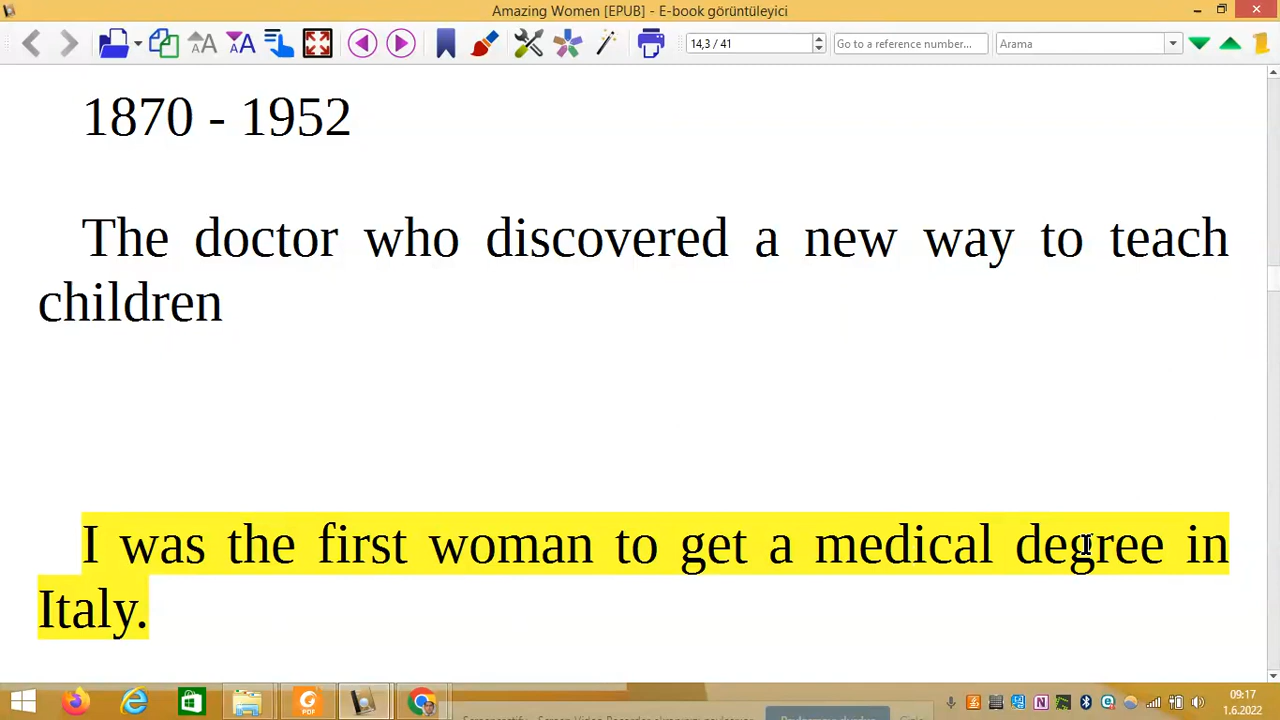 Amazing Women [EPUB] - E-book görüntüleyici
14,3 / 41
Go to a reference number...
Arama
1870 - 1952
The doctor who discovered a new way to teach
children
I was the first woman to get a medical degree in
Italy.
PDF
09:17
1.6.2022